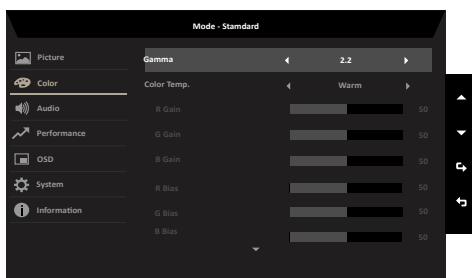 Mode - Stamdard
Picture
Color
Audio
Performance
OSD
System
Information
Gamma 2.2
Color Temp. Warm
R Gain 50
G Gain 50
B Gain 50
R Bias 50
G Bias 50
B Bias 50